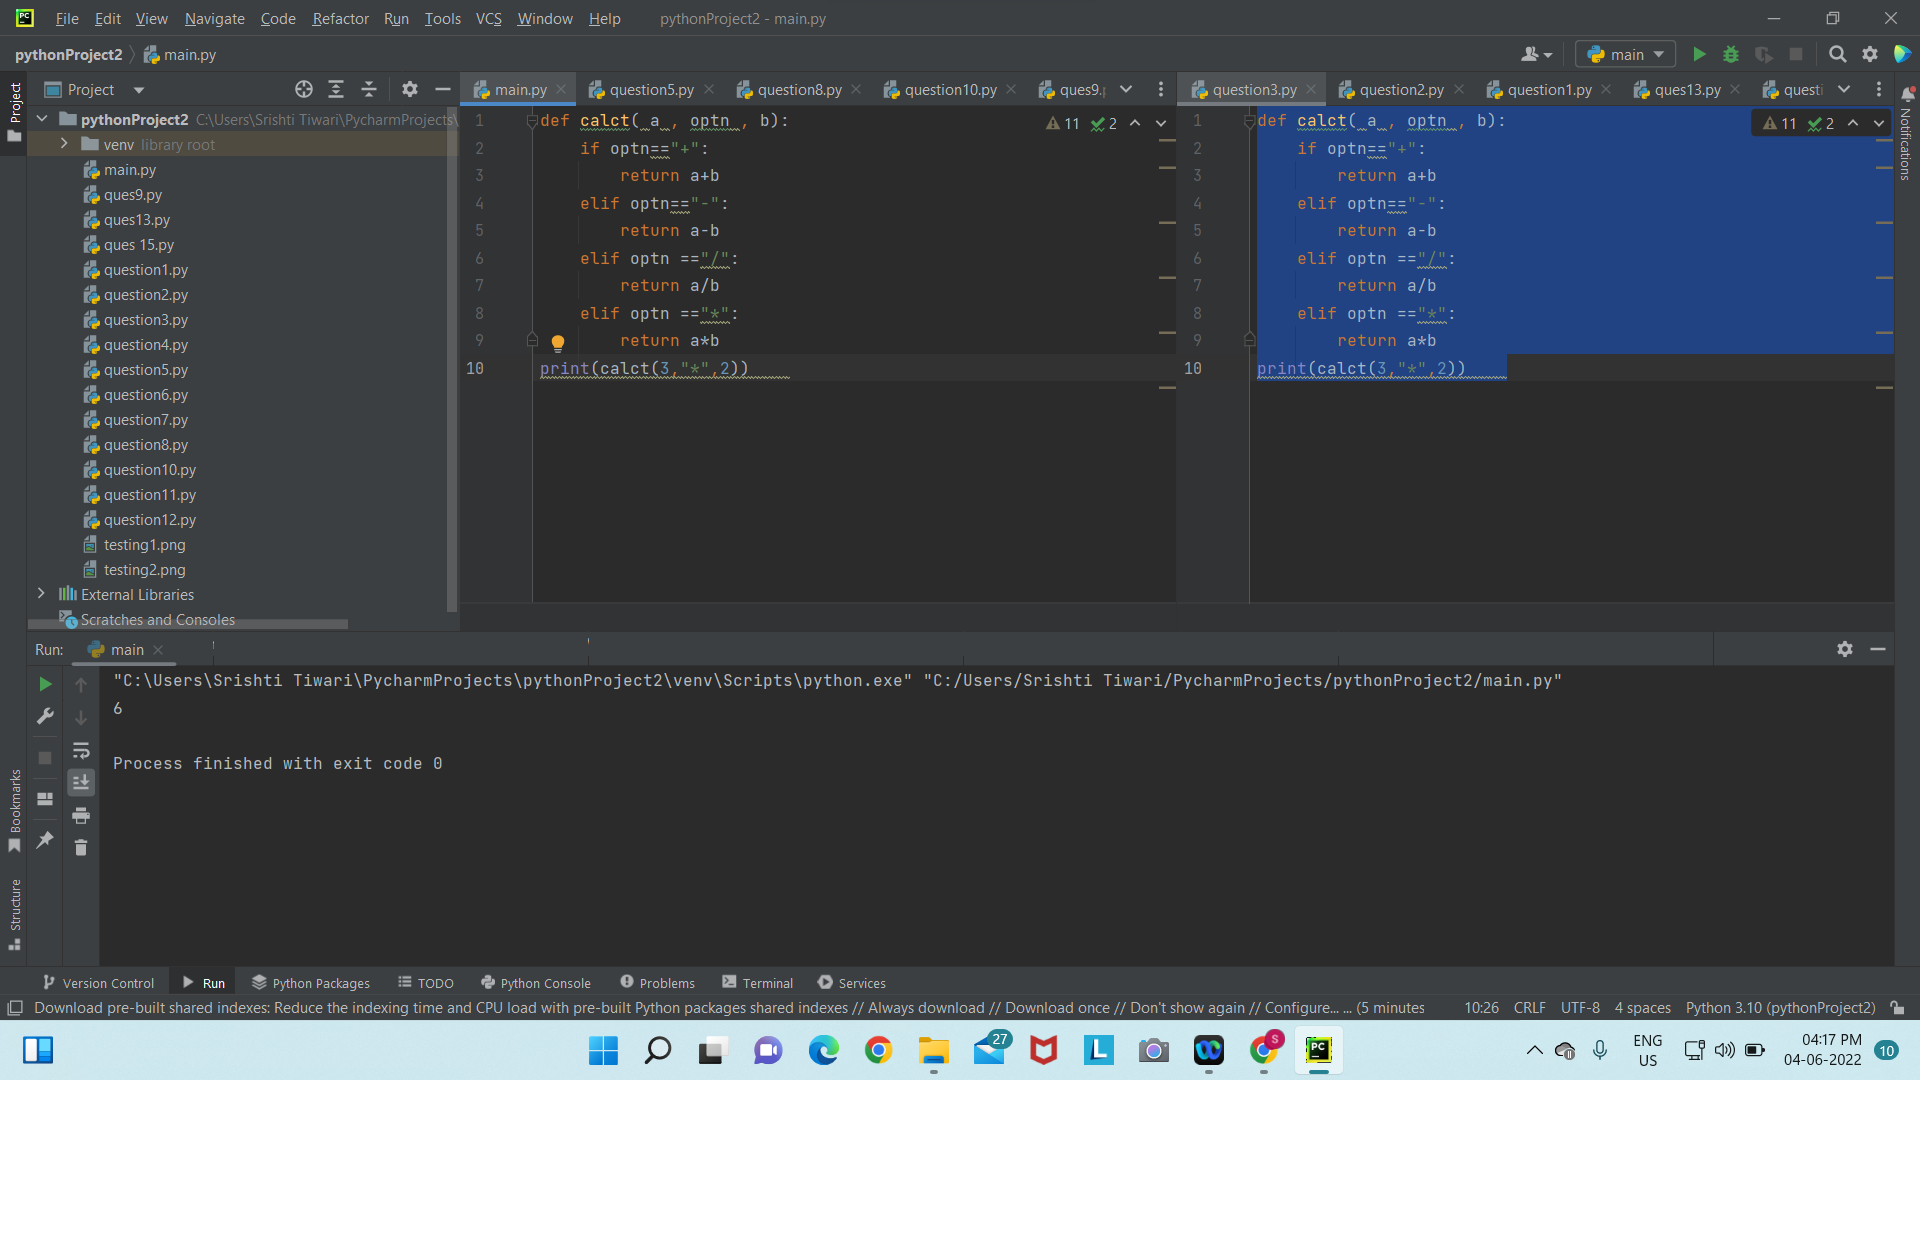 File Edit View Navigate Code Refactor Run Tools VCS Window Help pythonProject2 - main.py
pythonProject2 main.py
main
Project
main.py question5.py question8.py question10.py ques9.
question3.py question2.py question1.py ques13.py questi
Project
Notifications
pythonProject2 C:\Users\Srishti Tiwari\PycharmProjects\
venv library root
main.py
ques9.py
ques13.py
ques 15.py
question1.py
question2.py
question3.py
question4.py
question5.py
question6.py
question7.py
question8.py
question10.py
question11.py
question12.py
testing1.png
testing2.png
External Libraries
Scratches and Consoles
1 def calct( a , optn , b):
2 if optn=="+":
3 return a+b
4 elif optn=="-":
5 return a-b
6 elif optn =="/":
7 return a/b
8 elif optn =="*":
9 return a*b
10 print(calct(3,"*",2))
11 2
1 def calct( a , optn , b):
2 if optn=="+":
3 return a+b
4 elif optn=="-":
5 return a-b
6 elif optn =="/":
7 return a/b
8 elif optn =="*":
9 return a*b
10 print(calct(3,"*",2))
11 2
Run: main
"C:\Users\Srishti Tiwari\PycharmProjects\pythonProject2\venv\Scripts\python.exe" "C:/Users/Srishti Tiwari/PycharmProjects/pythonProject2/main.py"
6
Process finished with exit code 0
Bookmarks
Structure
Version Control Run Python Packages TODO Python Console Problems Terminal Services
Download pre-built shared indexes: Reduce the indexing time and CPU load with pre-built Python packages shared indexes // Always download // Download once // Don't show again // Configure... ... (5 minutes 10:26 CRLF UTF-8 4 spaces Python 3.10 (pythonProject2)
27
S
PC
L
ENG
US
04:17 PM
04-06-2022
10